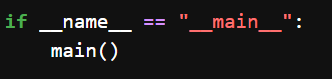 if __name__ == "__main__":
    main()